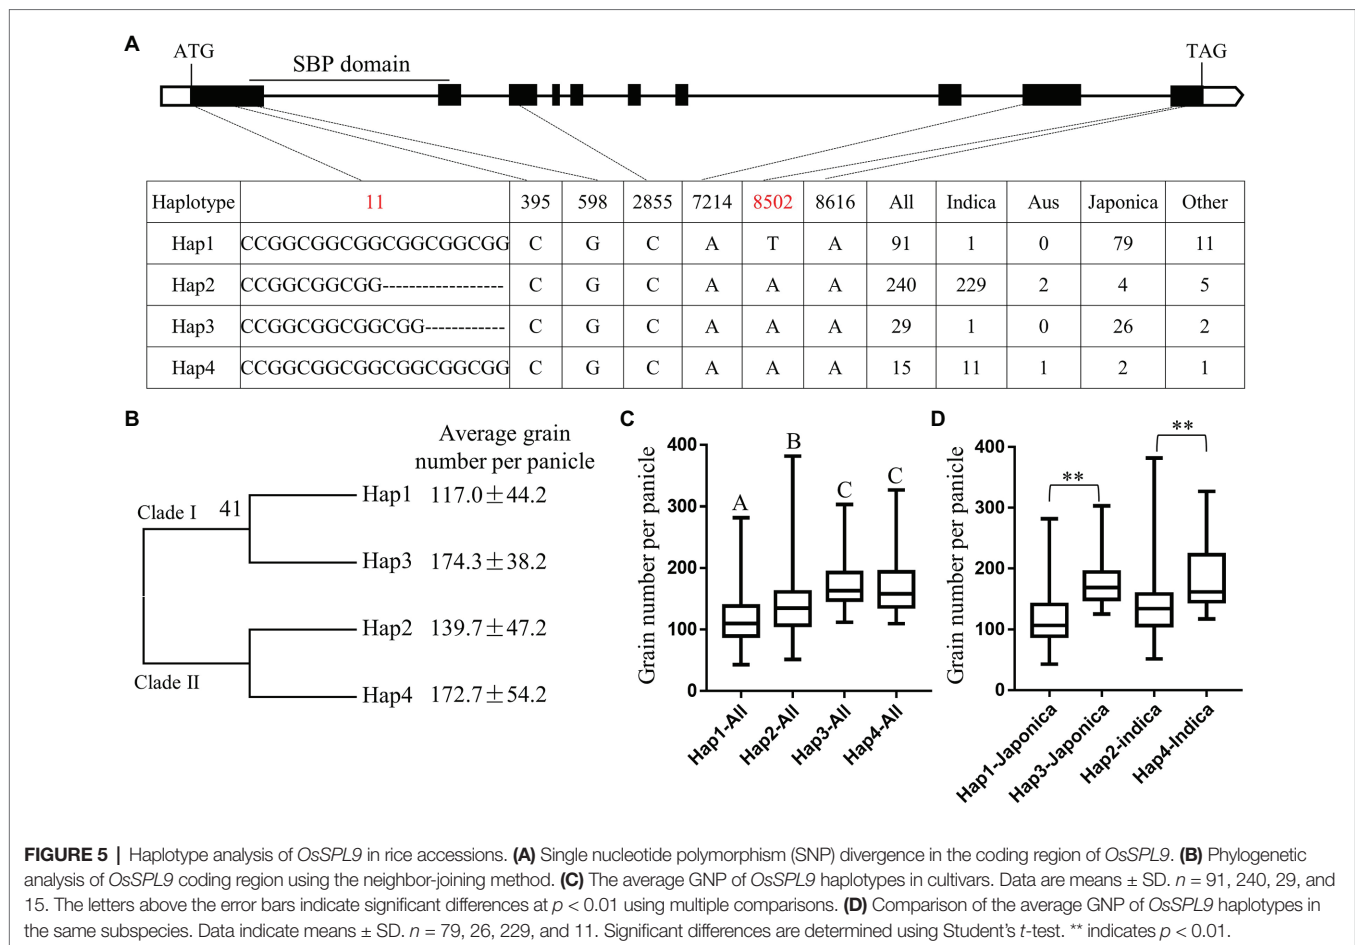 A
ATG
SBP domain
TAG
Haplotype 11 395 598 2855 7214 8502 8616 All Indica Aus Japonica Other
Hap1 CCGGCGGCGGCGGCGGCGG C G C A T A 91 1 0 79 11
Hap2 CCGGCGGCGG------------------ C G C A A A 240 229 2 4 5
Hap3 CCGGCGGCGGCGG------------ C G C A A A 29 1 0 26 2
Hap4 CCGGCGGCGGCGGCGGCGG C G C A A A 15 11 1 2 1
B
Average grain
number per panicle
Clade I 41
Hap1 117.0±44.2
Hap3 174.3±38.2
Hap2 139.7±47.2
Clade II
Hap4 172.7±54.2
C
Grain number per panicle
400
300
200
100
0
A
B
C
C
Hap1-All
Hap2-All
Hap3-All
Hap4-All
D
Grain number per panicle
400
300
200
100
0
**
**
Hap1-Japonica
Hap3-Japonica
Hap2-indica
Hap4-Indica
FIGURE 5 | Haplotype analysis of OsSPL9 in rice accessions. (A) Single nucleotide polymorphism (SNP) divergence in the coding region of OsSPL9. (B) Phylogenetic
analysis of OsSPL9 coding region using the neighbor-joining method. (C) The average GNP of OsSPL9 haplotypes in cultivars. Data are means ± SD. n = 91, 240, 29, and
15. The letters above the error bars indicate significant differences at p < 0.01 using multiple comparisons. (D) Comparison of the average GNP of OsSPL9 haplotypes in
the same subspecies. Data indicate means ± SD. n = 79, 26, 229, and 11. Significant differences are determined using Student's t-test. ** indicates p < 0.01.